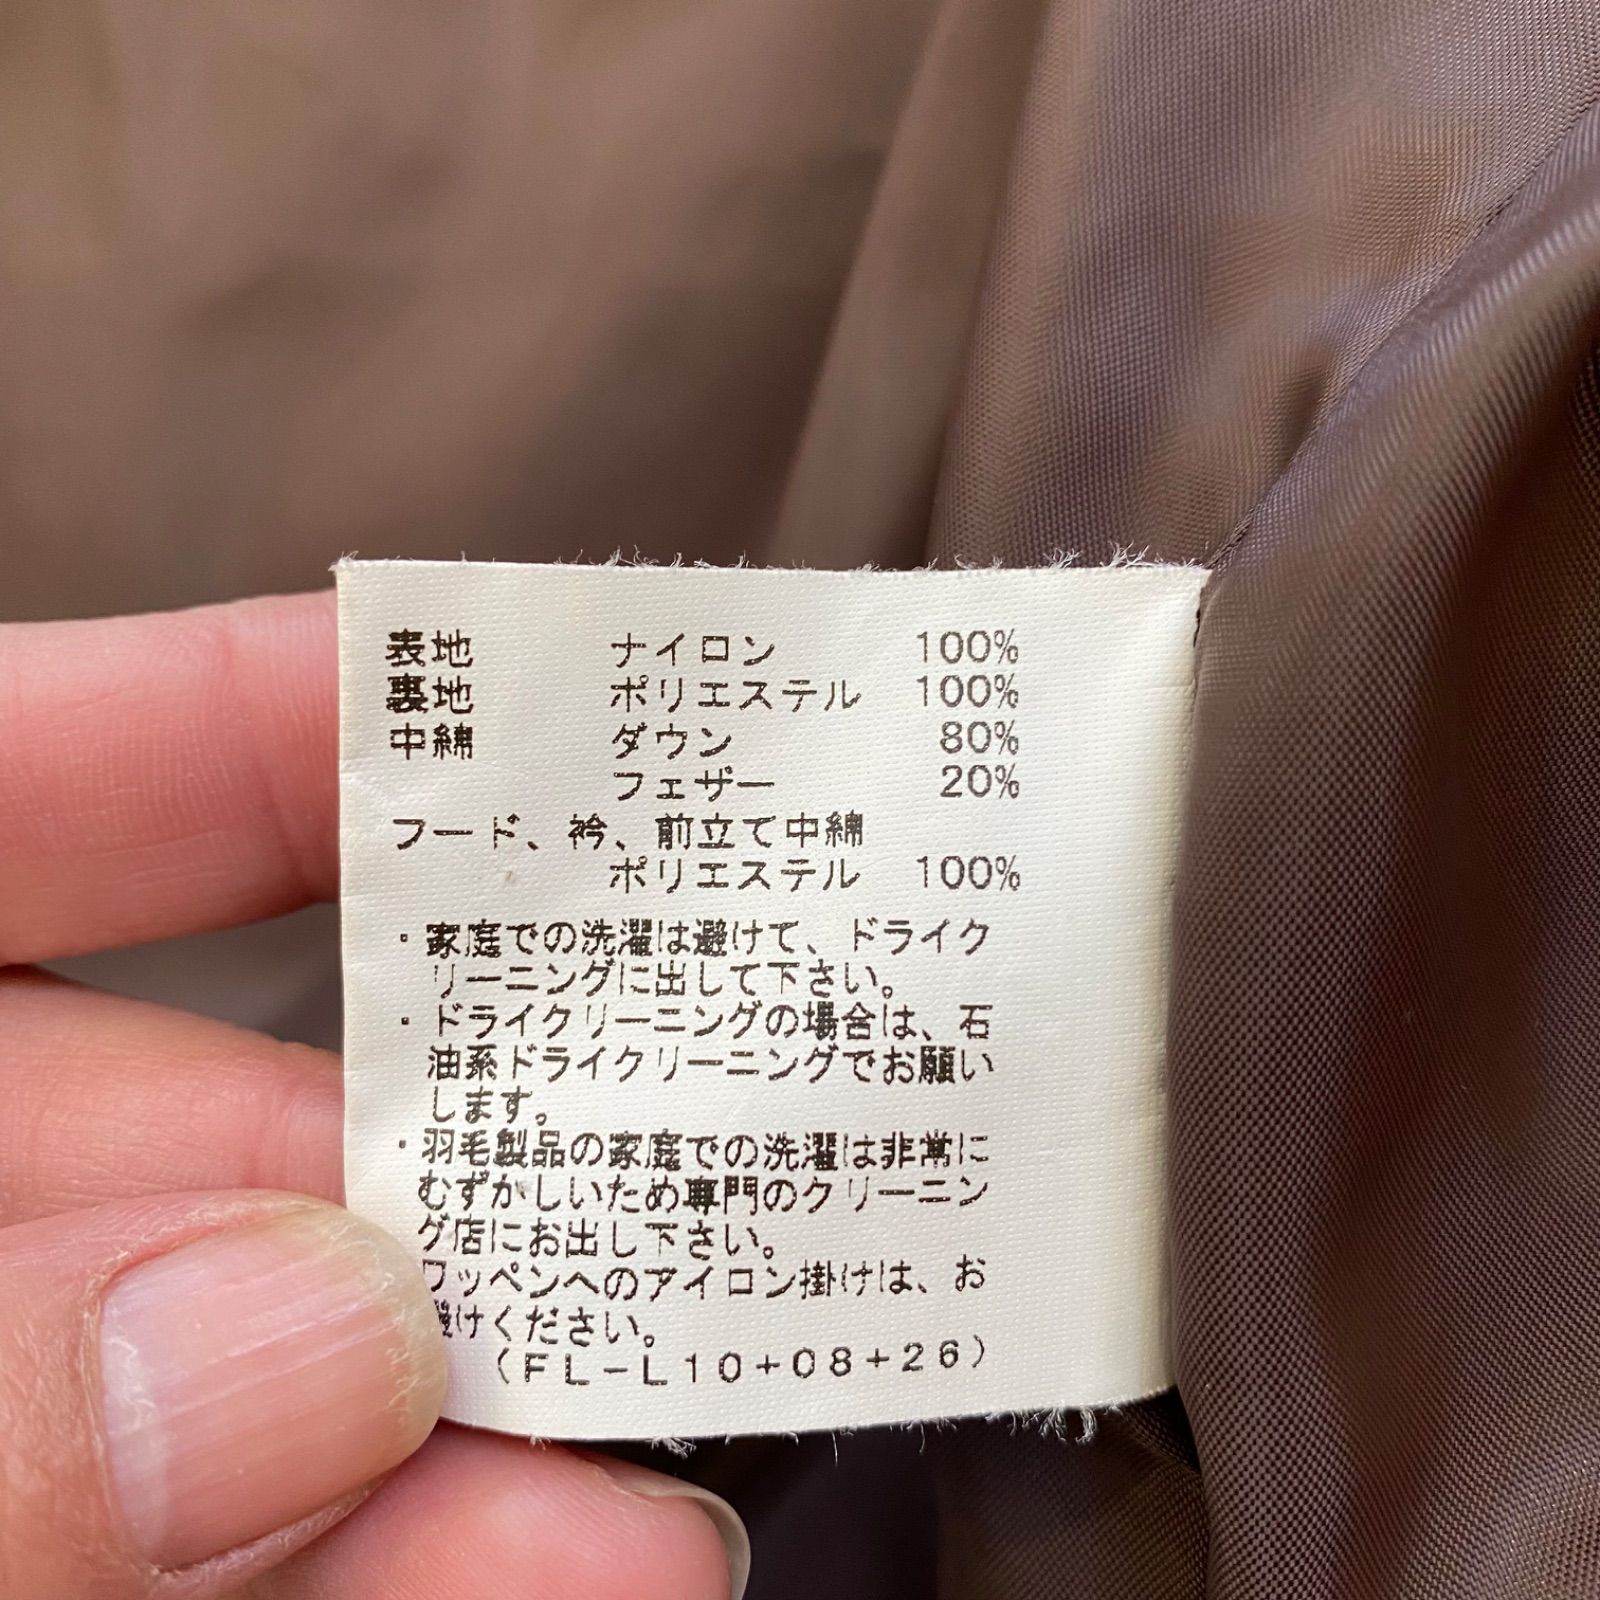 表地 ナイロン 100%
裏地 ポリエステル 100%
中綿 ダウン 80%
フェザー 20%
フード、衿、前立て中綿
ポリエステル 100%
・家庭での洗濯は避けて、ドライク
リーニングに出して下さい。
・ドライクリーニングの場合は、石
油系ドライクリーニングでお願い
します。
・羽毛製品の家庭での洗濯は非常に
むずかしいため専門のクリーニン
グ店にお出し下さい。
ワッペンへのアイロン掛けは、お
避けください。
(FL-L10+08+26)